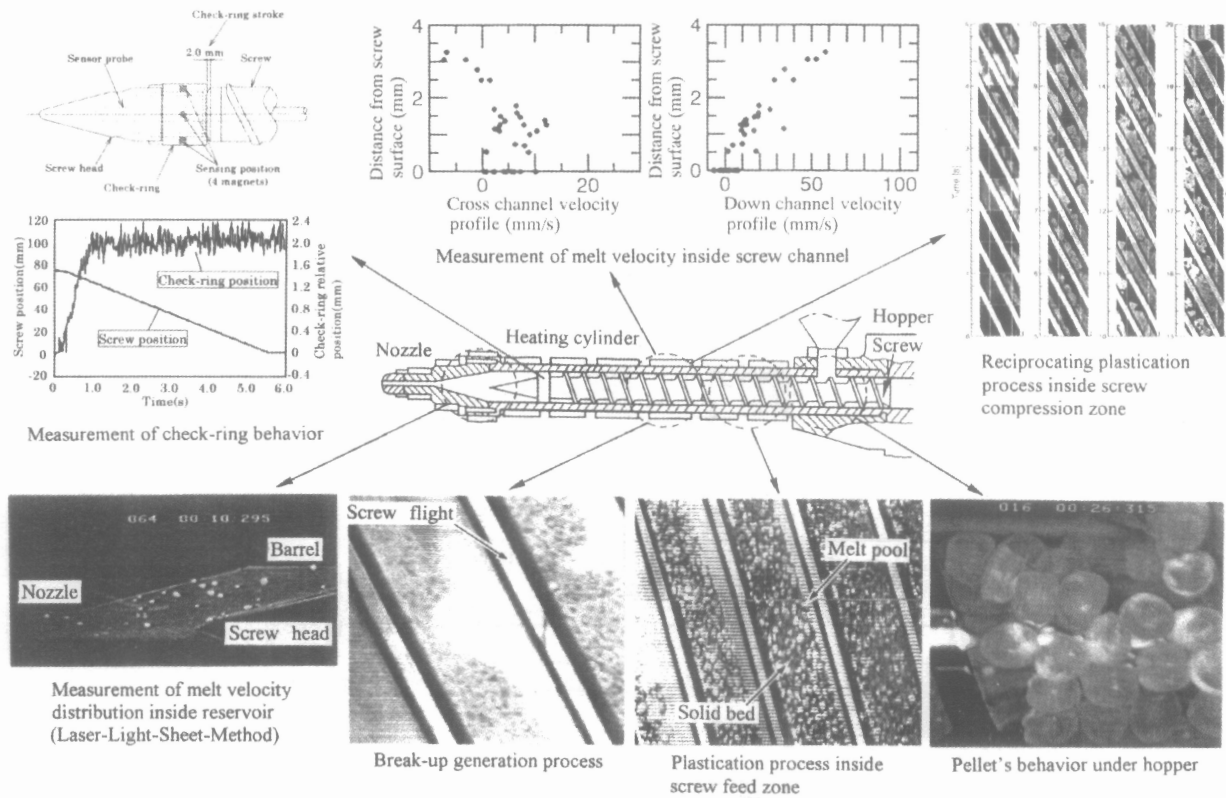 Check-ring stroke
2.0 mm
Sensor probe
Screw
Screw head
Check-ring
Sensing position
(4 magnets)
Screw position(mm)
120
100
80
60
40
20
0
-20
2.4
2.0
1.6
1.2
0.8
0.4
0
Check-ring relative
position(mm)
Check-ring position
Screw position
0 1.0 2.0 3.0 4.0 5.0 6.0
Time(s)
Measurement of check-ring behavior
Distance from screw
surface (mm)
4
3
2
1
0
0 30
Cross channel velocity
profile (mm/s)
Distance from screw
surface (mm)
4
3
2
1
0
0 50 100
Down channel velocity
profile (mm/s)
Measurement of melt velocity inside screw channel
Reciprocating plastication
process inside screw
compression zone
Nozzle
Heating cylinder
Hopper
Screw
064 00 10 295
Barrel
Nozzle
Screw head
Measurement of melt velocity
distribution inside reservoir
(Laser-Light-Sheet-Method)
Screw flight
Break-up generation process
Melt pool
Solid bed
Plastication process inside
screw feed zone
016 00·26·315
Pellet's behavior under hopper